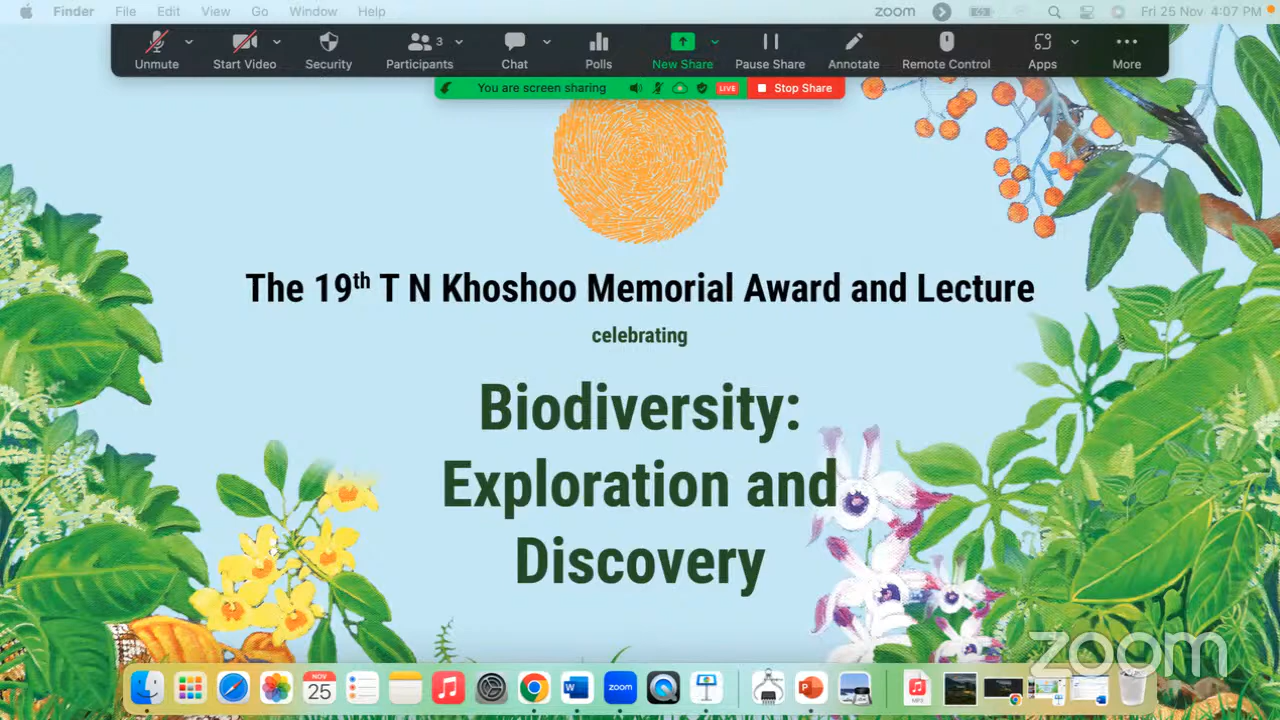 Finder File Edit View Go Window Help zoom Fri 25 Nov 4:07 PM
Unmute Start Video Security Participants 3 Chat Polls New Share Pause Share Annotate Remote Control Apps More
You are screen sharing LIVE Stop Share
The 19th T N Khoshoo Memorial Award and Lecture
celebrating
Biodiversity:
Exploration and
Discovery
zoom
NOV
25
W
zoom
P
MP3